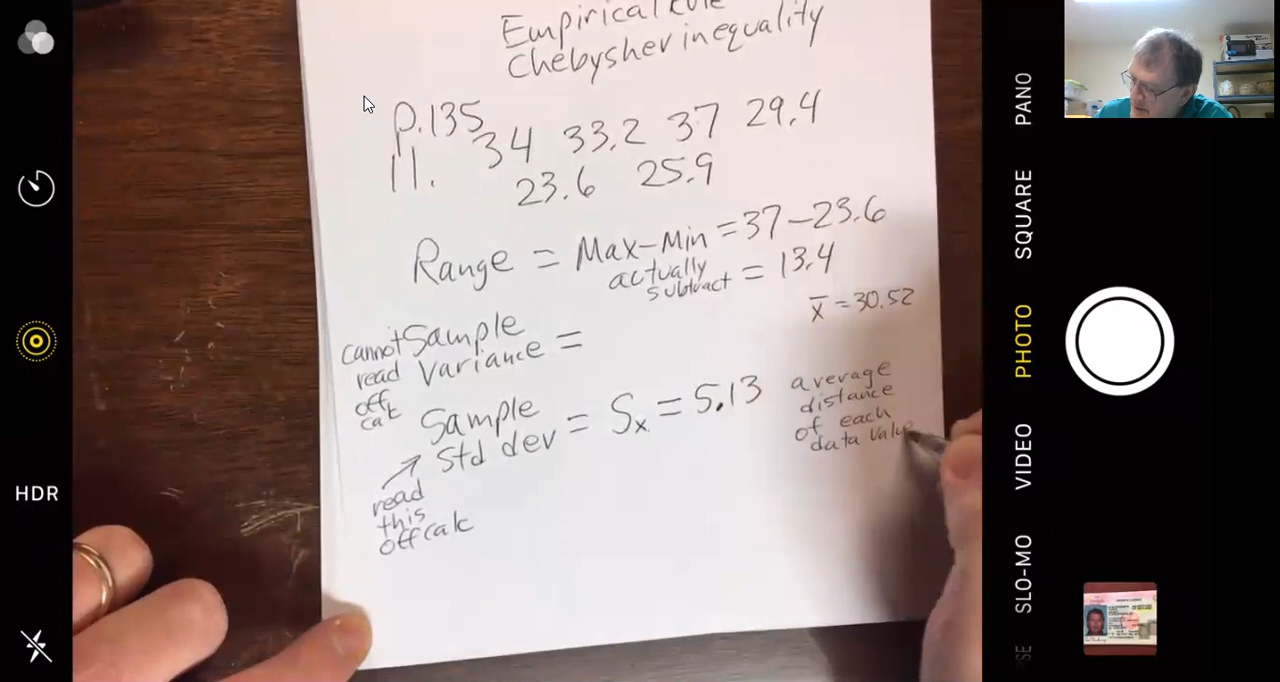 Empirical Rule
Chebyshev inequality
p.135
11. 34 33.2 37 29.4
23.6 25.9
Range = Max-Min = 37-23.6
actually
subtract = 13.4
x̄ = 30.52
cannot
read
off
calc
Sample
Variance =
Sample
Std dev = Sx = 5.13
average
distance
of each
data value
read
this
off calc
HDR
PANO
SQUARE
PHOTO
VIDEO
SLO-MO